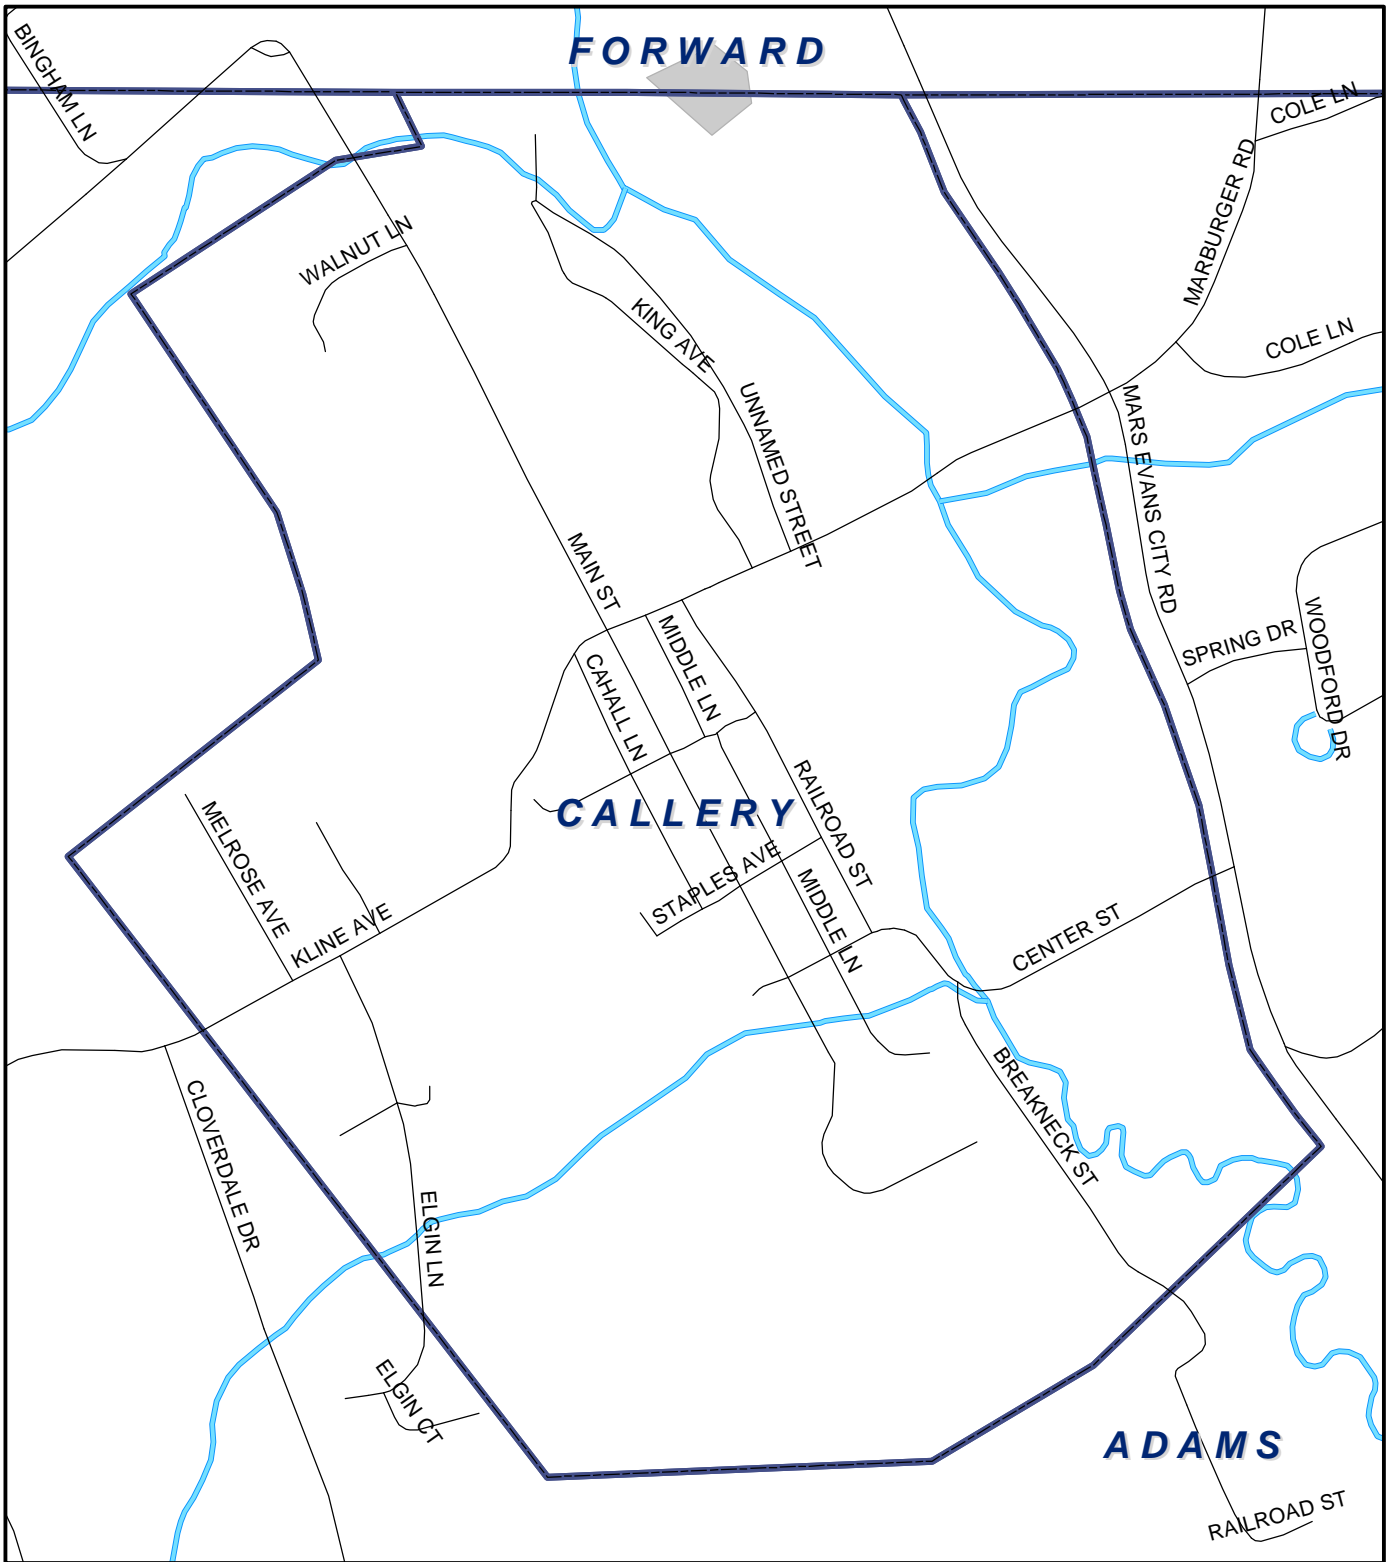 FORWARD
BINGHAM LN
COLE LN
MARBURGER RD
WALNUT LN
KING AVE
COLE LN
UNNAMED STREET
MARS EVANS CITY RD
MAIN ST
MIDDLE LN
SPRING DR
WOODFORD DR
CAHALL LN
RAILROAD ST
CALLERY
MELROSE AVE
STAPLES AVE
MIDDLE LN
KLINE AVE
CENTER ST
BREAKNECK ST
CLOVERDALE DR
ELGIN LN
ELGIN CT
ADAMS
RAILROAD ST